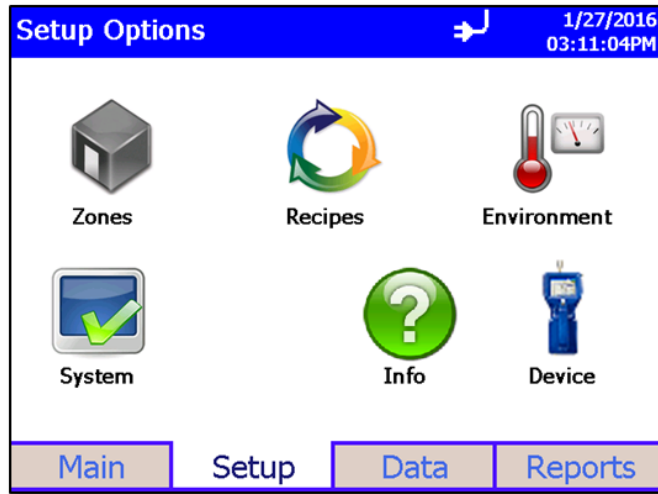 Setup Options
1/27/2016
03:11:04PM
Zones
Recipes
Environment
System
Info
Device
Main
Setup
Data
Reports